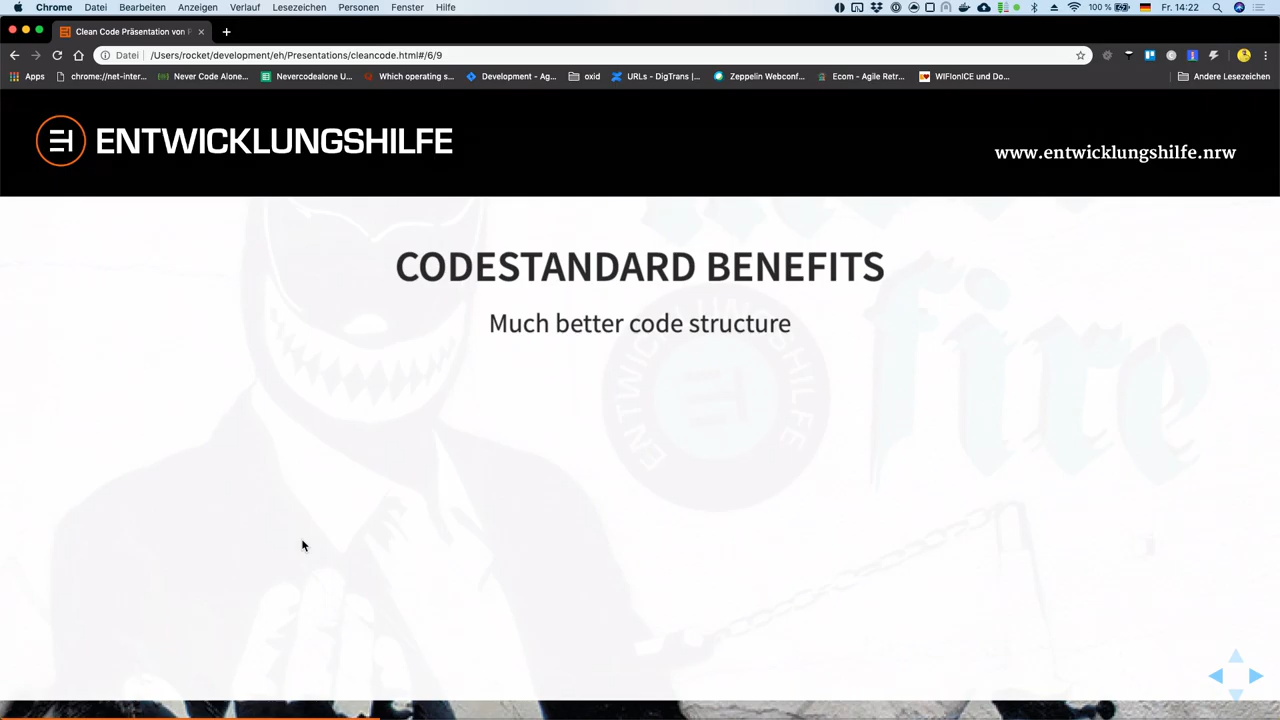 Chrome Datei Bearbeiten Anzeigen Verlauf Lesezeichen Personen Fenster Hilfe 100 % Fr. 14:22
Clean Code Präsentation von
Datei /Users/rocket/development/eh/Presentations/cleancode.html#/6/9
Apps chrome://net-inter... Never Code Alone... Nevercodealone U... Which operating s... Development - Ag... oxid URLs - DigTrans |... Zeppelin Webconf... Ecom - Agile Retr... WIFIonICE und Do... Andere Lesezeichen
ENTWICKLUNGSHILFE
www.entwicklungshilfe.nrw
CODESTANDARD BENEFITS
Much better code structure
fire